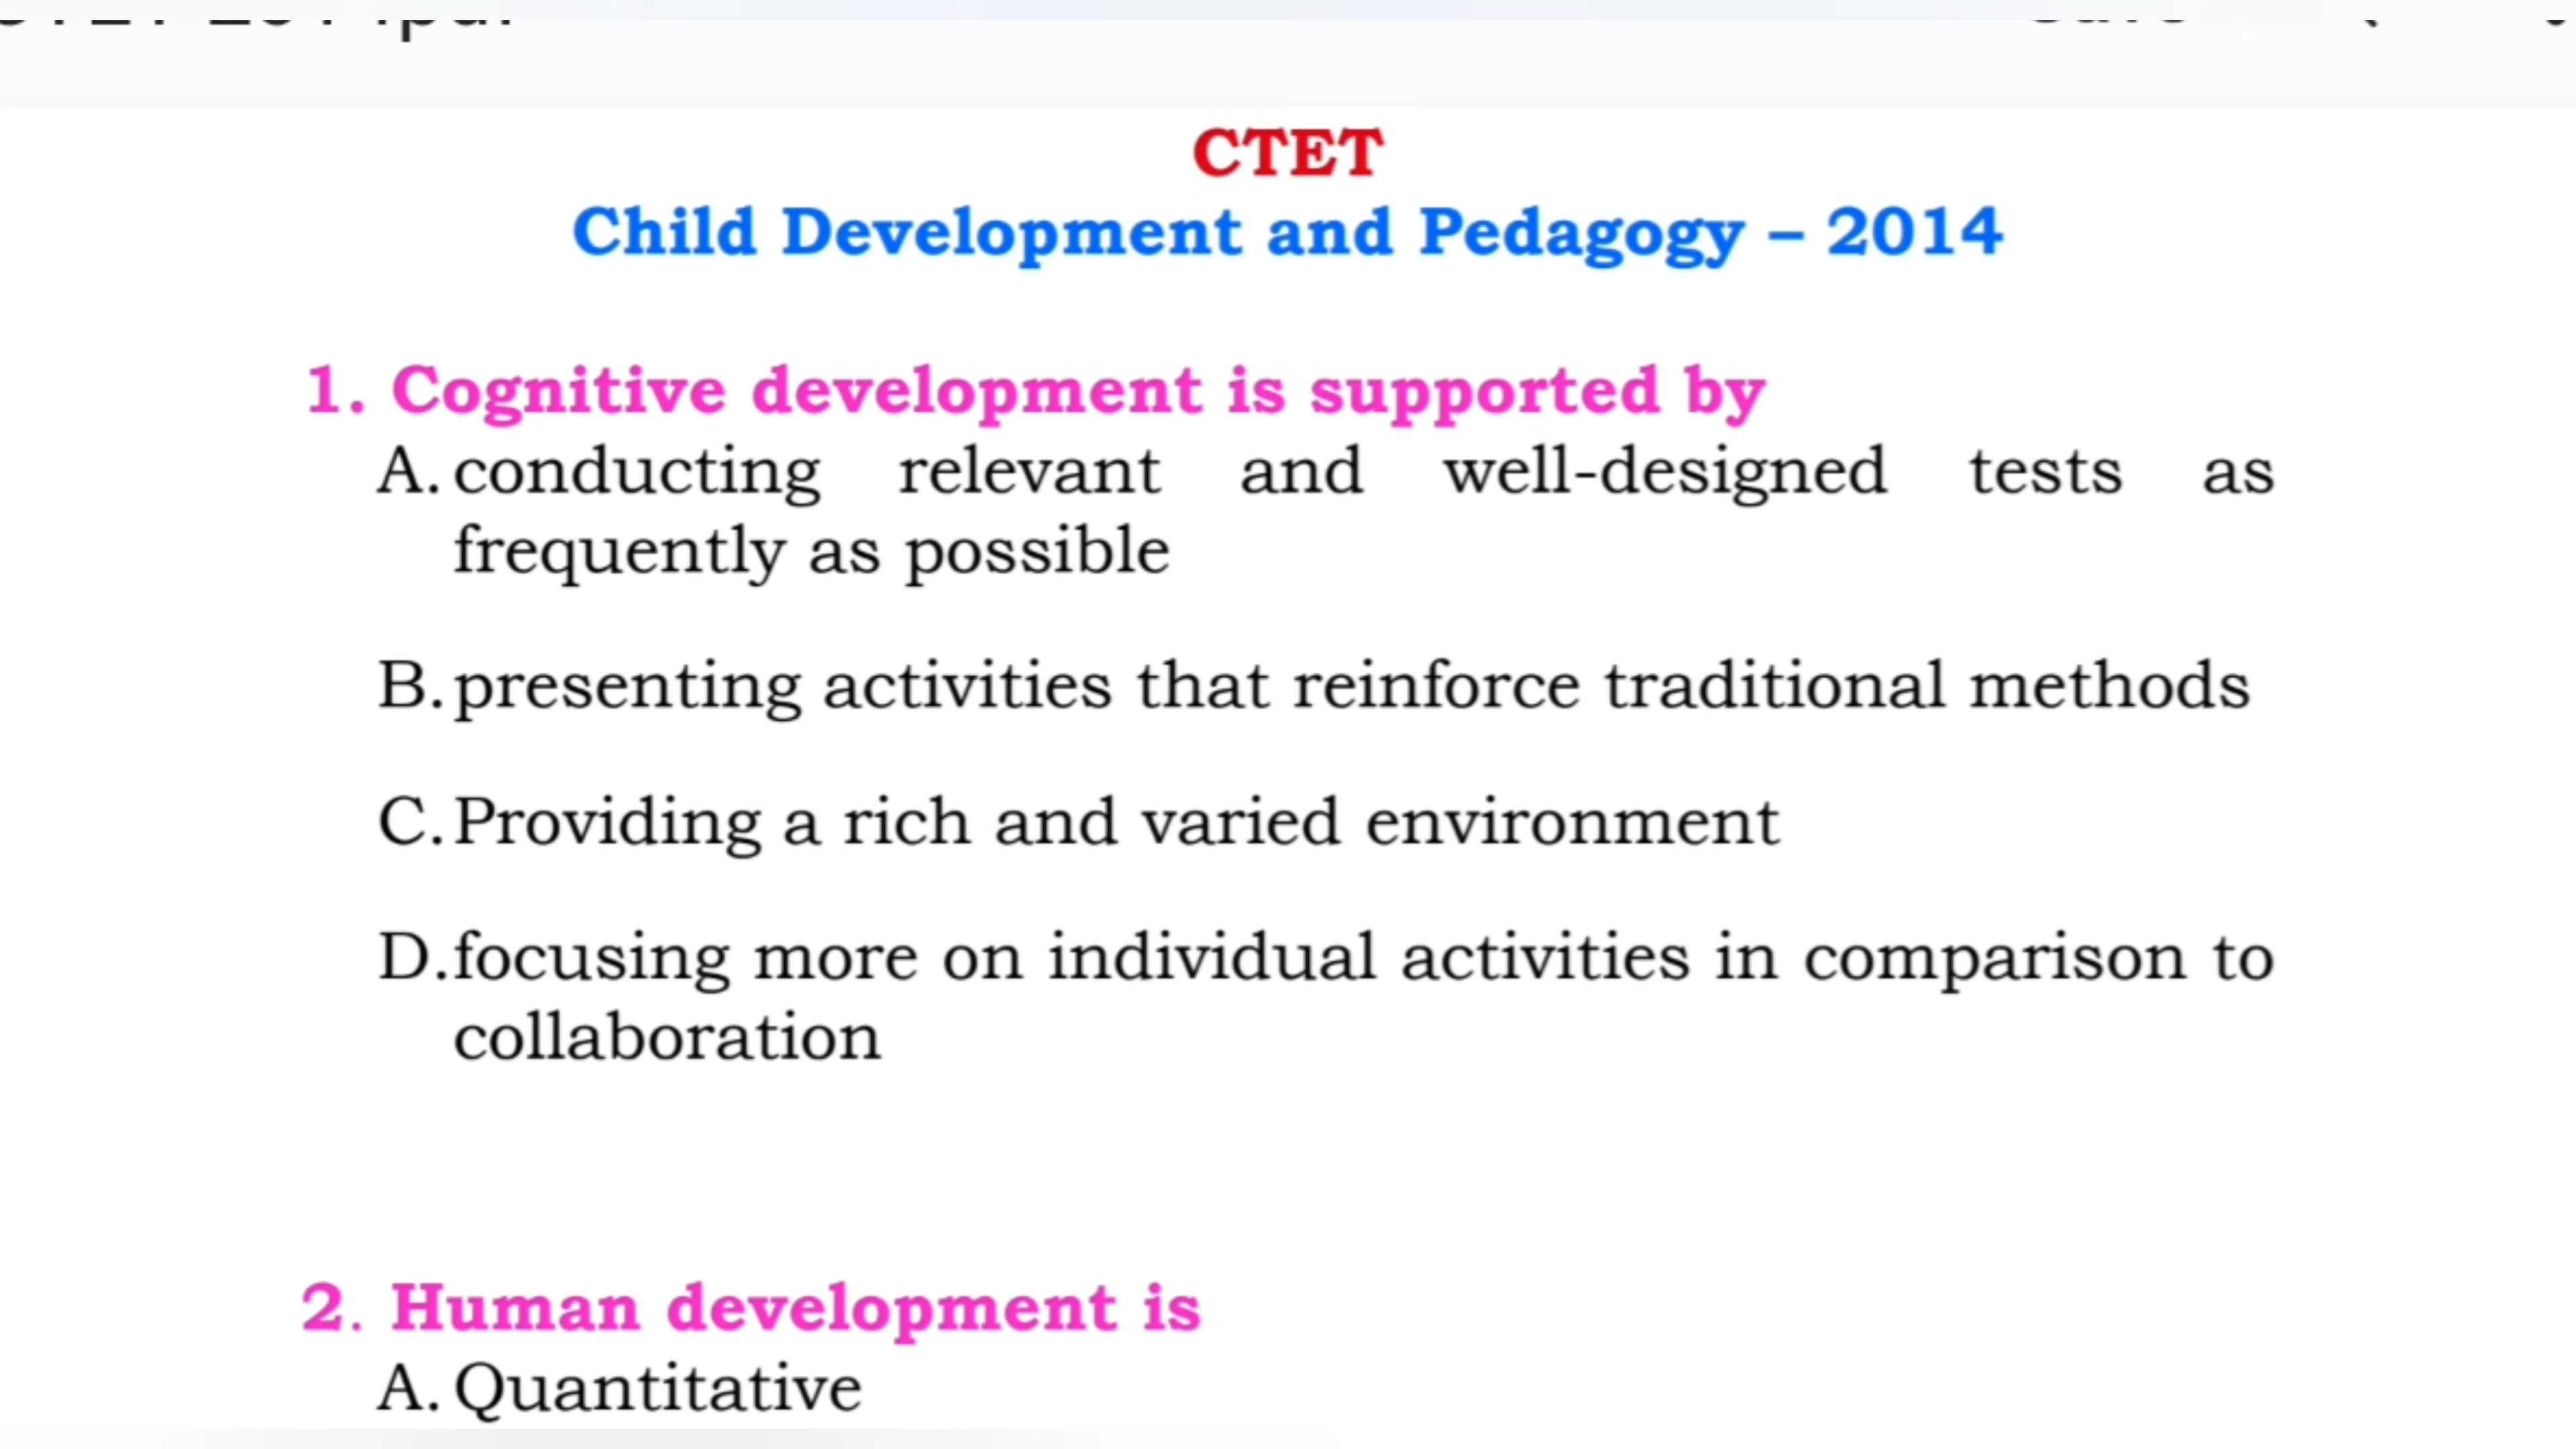 CTET
Child Development and Pedagogy – 2014
1. Cognitive development is supported by
A. conducting relevant and well-designed tests as
frequently as possible
B. presenting activities that reinforce traditional methods
C. Providing a rich and varied environment
D. focusing more on individual activities in comparison to
collaboration
2. Human development is
A. Quantitative